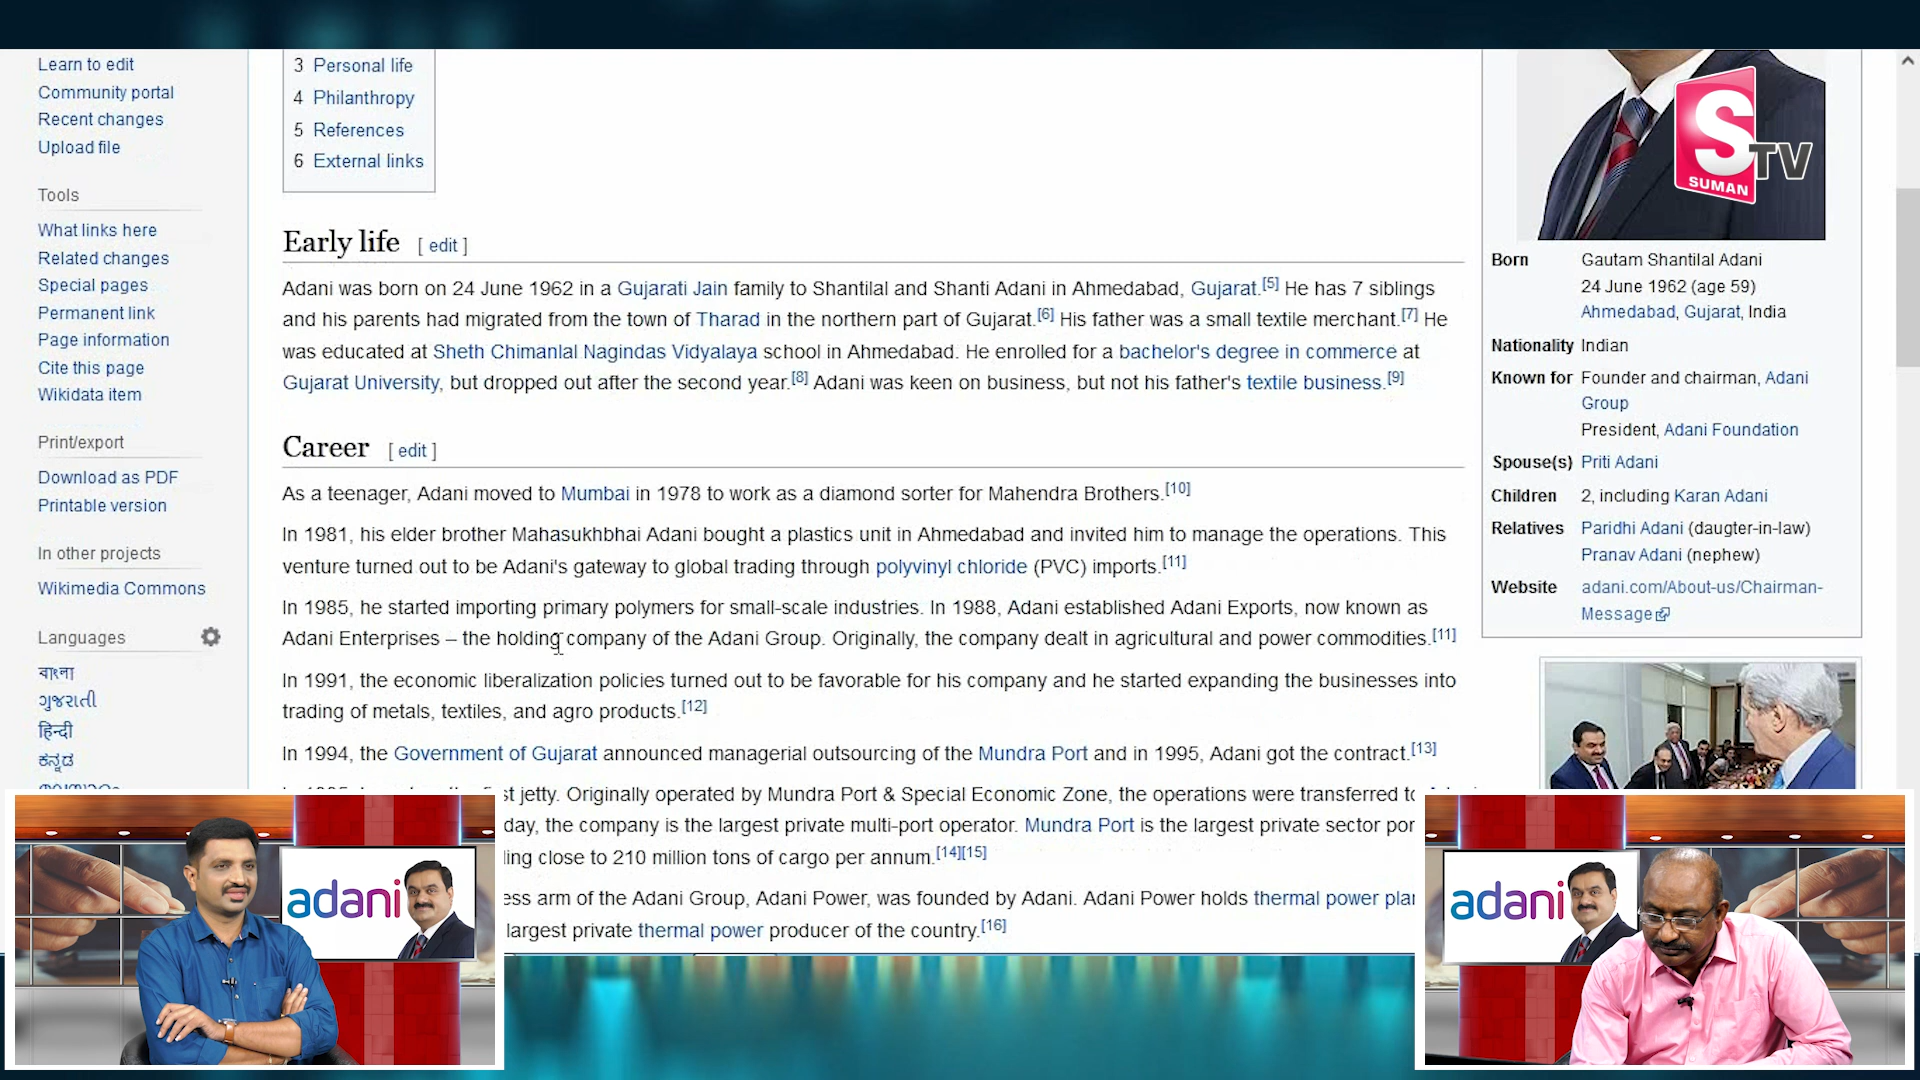 Learn to edit
Community portal
Recent changes
Upload file
Tools
What links here
Related changes
Special pages
Permanent link
Page information
Cite this page
Wikidata item
Print/export
Download as PDF
Printable version
In other projects
Wikimedia Commons
Languages
বাংলা
ગુજરાતી
हिन्दी
ಕನ್ನಡ
3 Personal life
4 Philanthropy
5 References
6 External links
Early life [ edit ]
Adani was born on 24 June 1962 in a Gujarati Jain family to Shantilal and Shanti Adani in Ahmedabad, Gujarat.[5] He has 7 siblings
and his parents had migrated from the town of Tharad in the northern part of Gujarat.[6] His father was a small textile merchant.[7] He
was educated at Sheth Chimanlal Nagindas Vidyalaya school in Ahmedabad. He enrolled for a bachelor's degree in commerce at
Gujarat University, but dropped out after the second year.[8] Adani was keen on business, but not his father's textile business.[9]
Career [ edit ]
As a teenager, Adani moved to Mumbai in 1978 to work as a diamond sorter for Mahendra Brothers.[10]
In 1981, his elder brother Mahasukhbhai Adani bought a plastics unit in Ahmedabad and invited him to manage the operations. This
venture turned out to be Adani's gateway to global trading through polyvinyl chloride (PVC) imports.[11]
In 1985, he started importing primary polymers for small-scale industries. In 1988, Adani established Adani Exports, now known as
Adani Enterprises – the holding company of the Adani Group. Originally, the company dealt in agricultural and power commodities.[11]
In 1991, the economic liberalization policies turned out to be favorable for his company and he started expanding the businesses into
trading of metals, textiles, and agro products.[12]
In 1994, the Government of Gujarat announced managerial outsourcing of the Mundra Port and in 1995, Adani got the contract.[13]
jetty. Originally operated by Mundra Port & Special Economic Zone, the operations were transferred
day, the company is the largest private multi-port operator. Mundra Port is the largest private sector por
ling close to 210 million tons of cargo per annum.[14][15]
ess arm of the Adani Group, Adani Power, was founded by Adani. Adani Power holds thermal power plan
largest private thermal power producer of the country.[16]
S TV
SUMAN
Born Gautam Shantilal Adani
24 June 1962 (age 59)
Ahmedabad, Gujarat, India
Nationality Indian
Known for Founder and chairman, Adani
Group
President, Adani Foundation
Spouse(s) Priti Adani
Children 2, including Karan Adani
Relatives Paridhi Adani (daugter-in-law)
Pranav Adani (nephew)
Website adani.com/About-us/Chairman-
Message
adani
adani